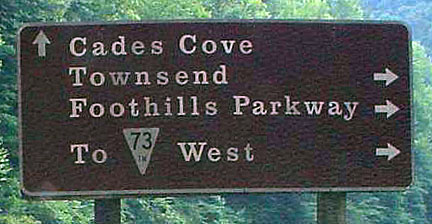 Cades Cove
Townsend
Foothills Parkway
To 73 West